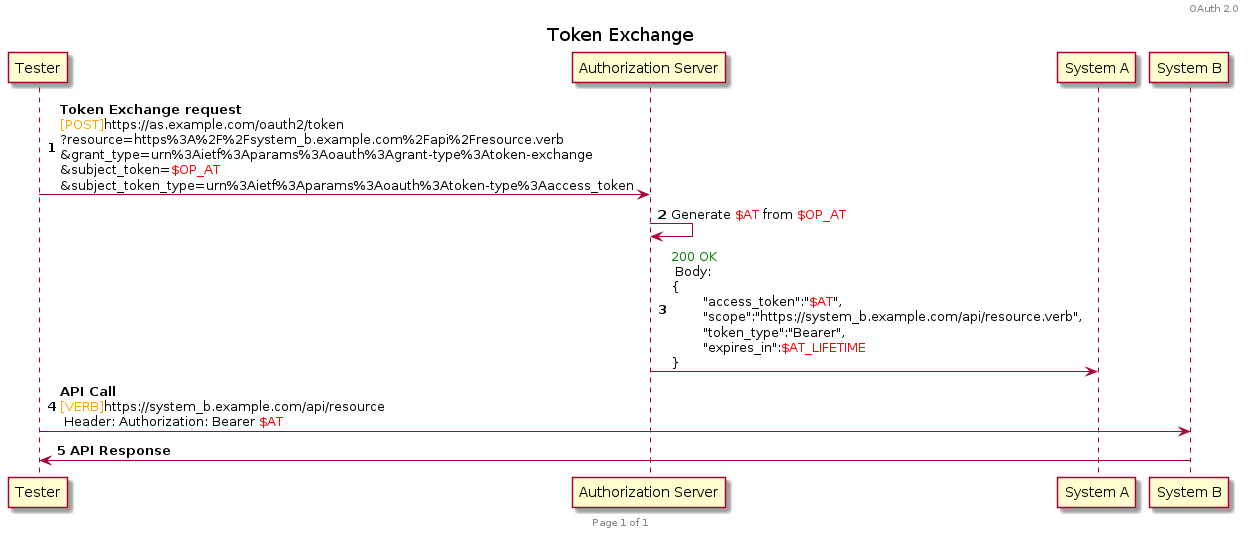 OAuth 2.0
Token Exchange
Tester
Authorization Server
System A
System B
Token Exchange request
[POST]https://as.example.com/oauth2/token
?resource=https%3A%2F%2Fsystem_b.example.com%2Fapi%2Fresource.verb
1
&grant_type=urn%3Aietf%3Aparams%3Aoauth%3Agrant-type%3Atoken-exchange
&subject_token=$OP_AT
&subject_token_type=urn%3Aietf%3Aparams%3Aoauth%3Atoken-type%3Aaccess_token
2 Generate $AT from $OP_AT
200 OK
Body:
{
"access_token":"$AT",
3
"scope":"https://system_b.example.com/api/resource.verb",
"token_type":"Bearer",
"expires_in":$AT_LIFETIME
}
API Call
4 [VERB]https://system_b.example.com/api/resource
Header: Authorization: Bearer $AT
5 API Response
Tester
Authorization Server
System A
System B
Page 1 of 1